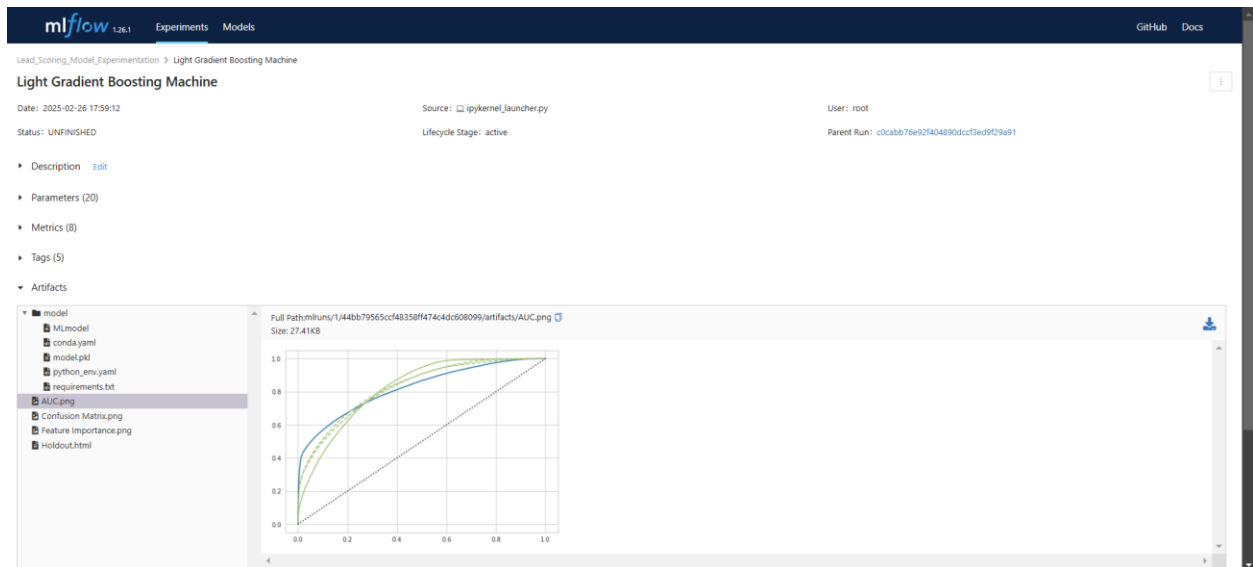 mlflow 1.26.1 Experiments Models GitHub Docs
Lead_Scoring_Model_Experimentation > Light Gradient Boosting Machine
Light Gradient Boosting Machine
Date: 2025-02-26 17:59:12 Source: ipykernel_launcher.py User: root
Status: UNFINISHED Lifecycle Stage: active Parent Run: c0cabb76e92f404890dccf3ed9f29a91
Description Edit
Parameters (20)
Metrics (8)
Tags (5)
Artifacts
model
MLmodel
conda.yaml
model.pkl
python_env.yaml
requirements.txt
AUC.png
Confusion Matrix.png
Feature Importance.png
Holdout.html
Full Path:mlruns/1/44bb79565ccf48358ff474c4dc608099/artifacts/AUC.png
Size: 27.41KB
1.0
0.8
0.6
0.4
0.2
0.0
0.0 0.2 0.4 0.6 0.8 1.0